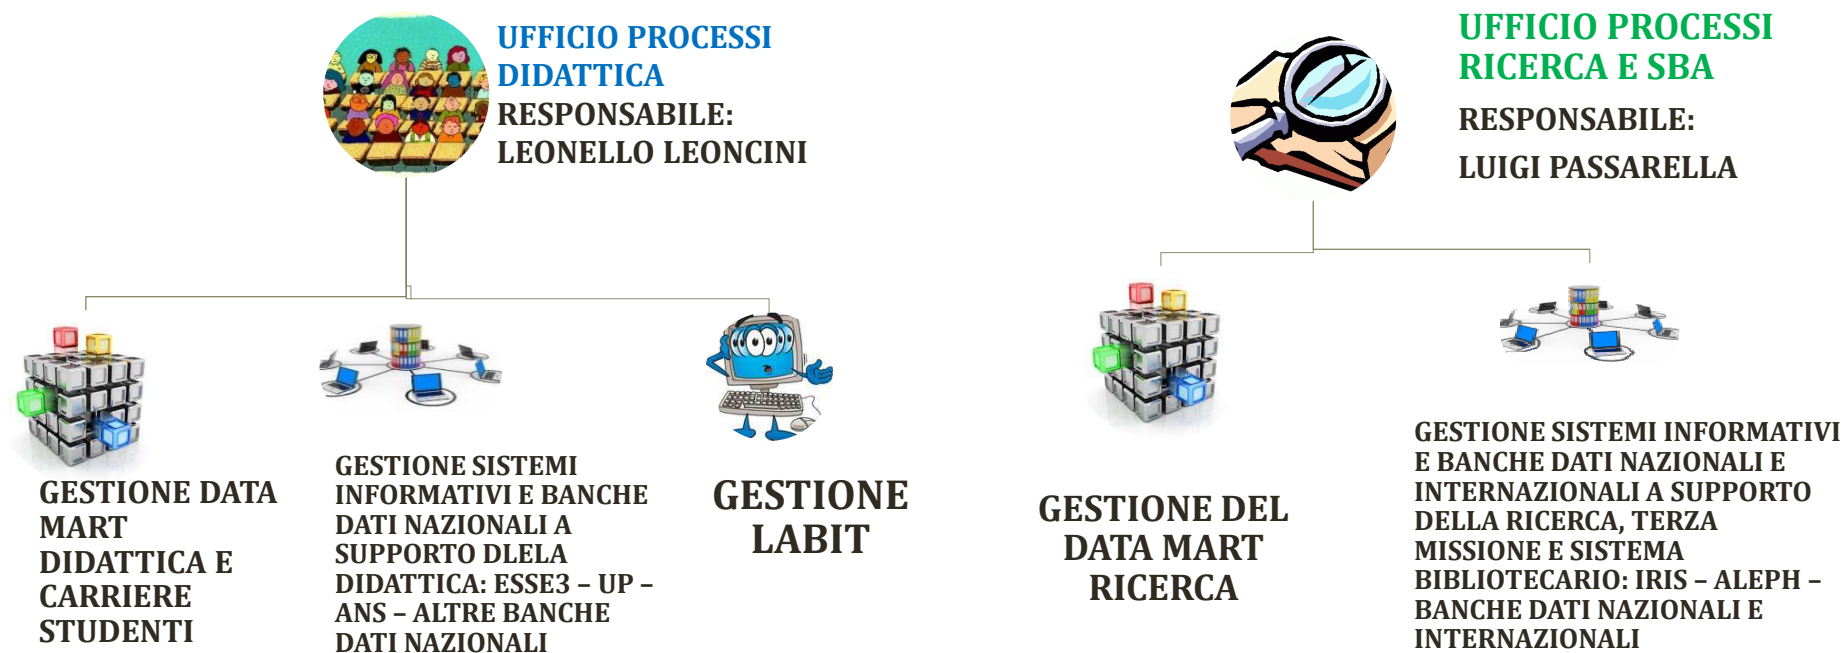 UFFICIO PROCESSI
DIDATTICA
RESPONSABILE:
LEONELLO LEONCINI
GESTIONE DATA
MART
DIDATTICA E
CARRIERE
STUDENTI
GESTIONE SISTEMI
INFORMATIVI E BANCHE
DATI NAZIONALI A
SUPPORTO DLELA
DIDATTICA: ESSE3 – UP –
ANS – ALTRE BANCHE
DATI NAZIONALI
GESTIONE
LABIT
UFFICIO PROCESSI
RICERCA E SBA
RESPONSABILE:
LUIGI PASSARELLA
GESTIONE DEL
DATA MART
RICERCA
GESTIONE SISTEMI INFORMATIVI
E BANCHE DATI NAZIONALI E
INTERNAZIONALI A SUPPORTO
DELLA RICERCA, TERZA
MISSIONE E SISTEMA
BIBLIOTECARIO: IRIS – ALEPH –
BANCHE DATI NAZIONALI E
INTERNAZIONALI